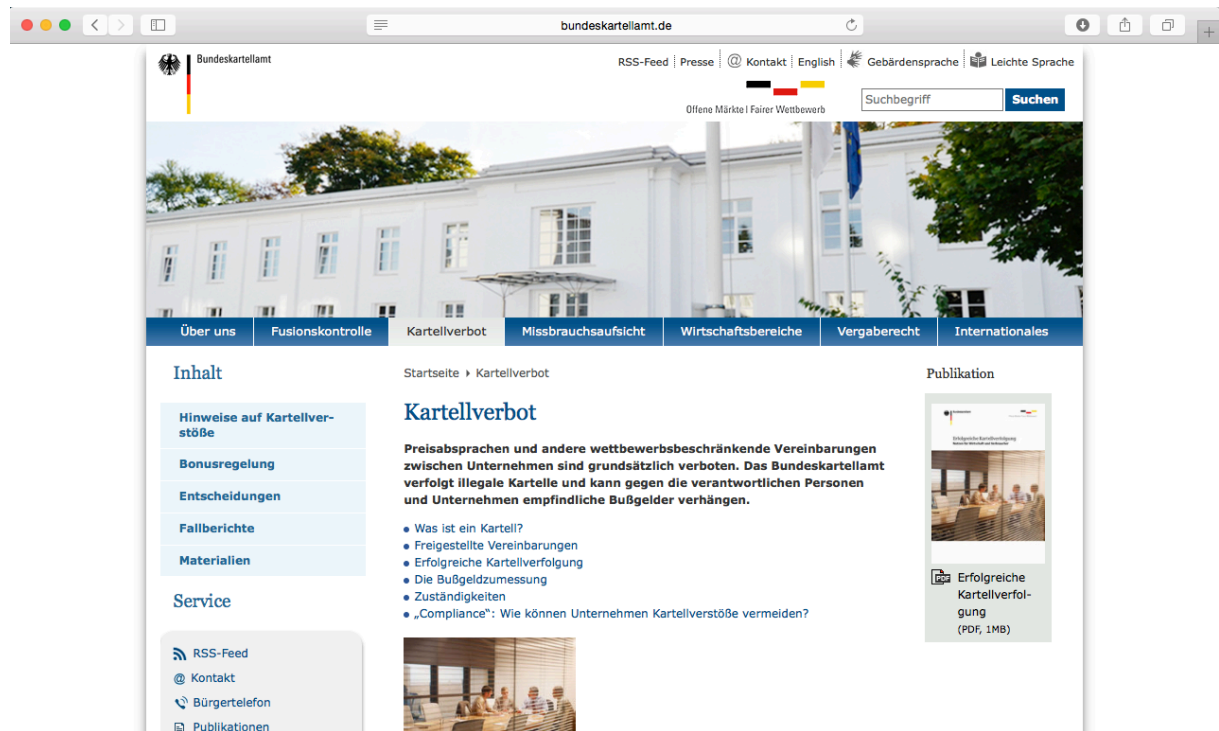 bundeskartellamt.de
Bundeskartellamt
RSS-Feed Presse @ Kontakt English Gebärdensprache Leichte Sprache
Offene Märkte | Fairer Wettbewerb
Suchbegriff Suchen
Über uns Fusionskontrolle Kartellverbot Missbrauchsaufsicht Wirtschaftsbereiche Vergaberecht Internationales
Inhalt
Hinweise auf Kartellver-
stöße
Bonusregelung
Entscheidungen
Fallberichte
Materialien
Service
RSS-Feed
@ Kontakt
Bürgertelefon
Publikationen
Startseite Kartellverbot
Kartellverbot
Preisabsprachen und andere wettbewerbsbeschränkende Vereinbarungen
zwischen Unternehmen sind grundsätzlich verboten. Das Bundeskartellamt
verfolgt illegale Kartelle und kann gegen die verantwortlichen Personen
und Unternehmen empfindliche Bußgelder verhängen.
• Was ist ein Kartell?
• Freigestellte Vereinbarungen
• Erfolgreiche Kartellverfolgung
• Die Bußgeldzumessung
• Zuständigkeiten
• „Compliance“: Wie können Unternehmen Kartellverstöße vermeiden?
Publikation
Erfolgreiche Kartellverfolgung
PDF Erfolgreiche
Kartellverfol-
gung
(PDF, 1MB)